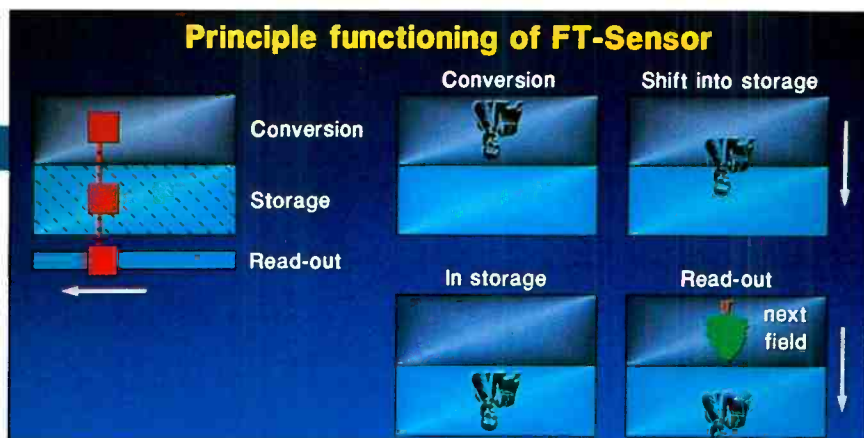 Principle functioning of FT-Sensor
Conversion
Storage
Read-out
Conversion
Shift into storage
In storage
Read-out
next
field